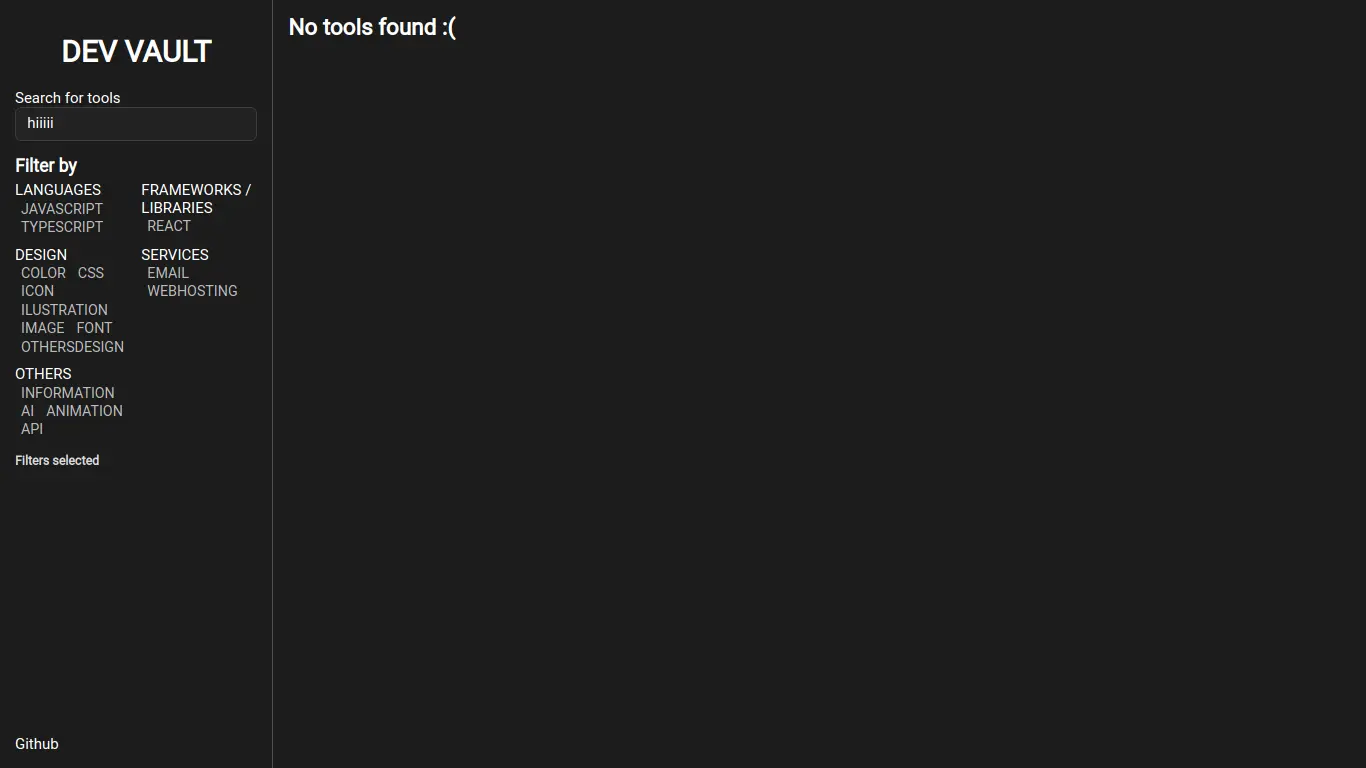 DEV VAULT
Search for tools
hiiiii
Filter by
LANGUAGES
JAVASCRIPT
TYPESCRIPT
FRAMEWORKS /
LIBRARIES
REACT
DESIGN
COLOR CSS
ICON
ILUSTRATION
IMAGE FONT
OTHERSDESIGN
SERVICES
EMAIL
WEBHOSTING
OTHERS
INFORMATION
AI ANIMATION
API
Filters selected
Github
No tools found :(